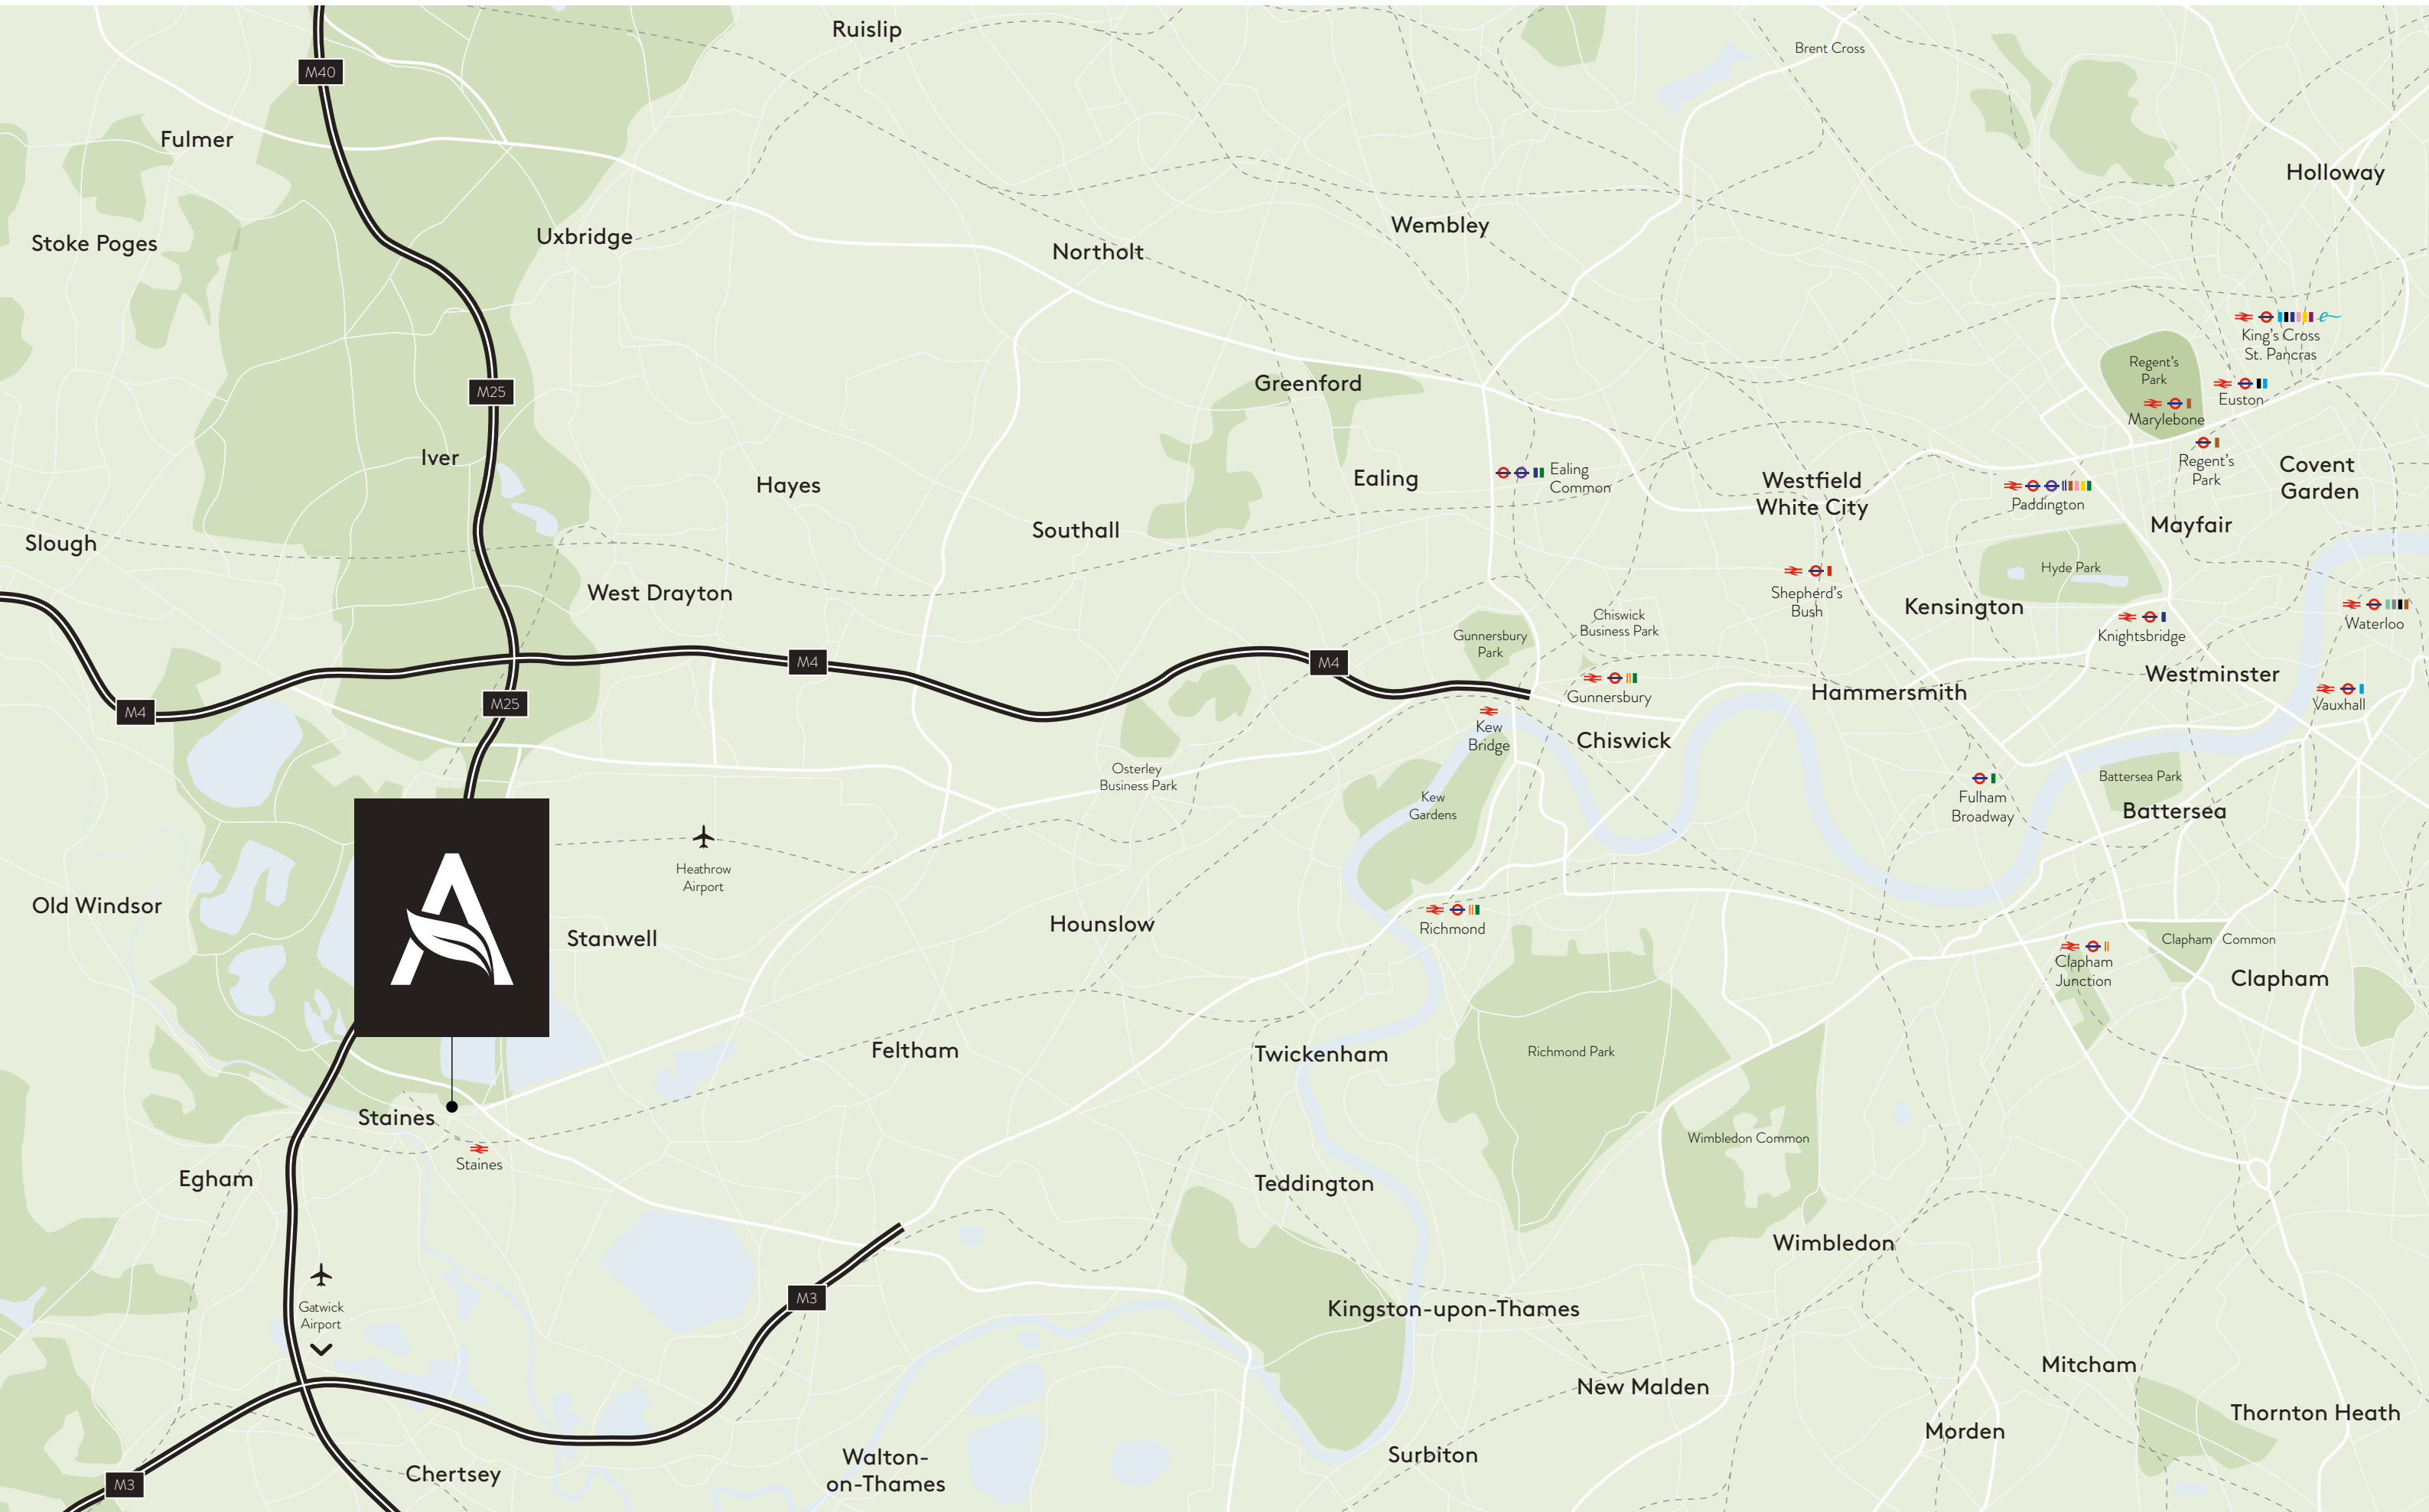 Ruislip
Brent Cross
M40
Fulmer
Holloway
Stoke Poges
Uxbridge
Wembley
Northolt
King's Cross
St. Pancras
Regent's
Park
Greenford
M25
Euston
Marylebone
Iver
Ealing
Ealing
Common
Hayes
Westfield
White City
Regent's
Park
Covent
Garden
Paddington
Mayfair
Southall
Slough
Hyde Park
West Drayton
Shepherd's
Bush
Kensington
Chiswick
Business Park
Waterloo
Knightsbridge
Gunnersbury
Park
M4
M4
Westminster
Hammersmith
Gunnersbury
M25
Vauxhall
M4
Kew
Bridge
Chiswick
Osterley
Business Park
Battersea Park
Kew
Gardens
Fulham
Broadway
Battersea
Heathrow
Airport
Old Windsor
A
Hounslow
Richmond
Stanwell
Clapham Common
Clapham
Junction
Clapham
Feltham
Twickenham
Richmond Park
Staines
Wimbledon Common
Staines
Egham
Teddington
Wimbledon
M3
Gatwick
Airport
Kingston-upon-Thames
Mitcham
New Malden
Thornton Heath
Morden
Surbiton
Walton-
on-Thames
Chertsey
M3